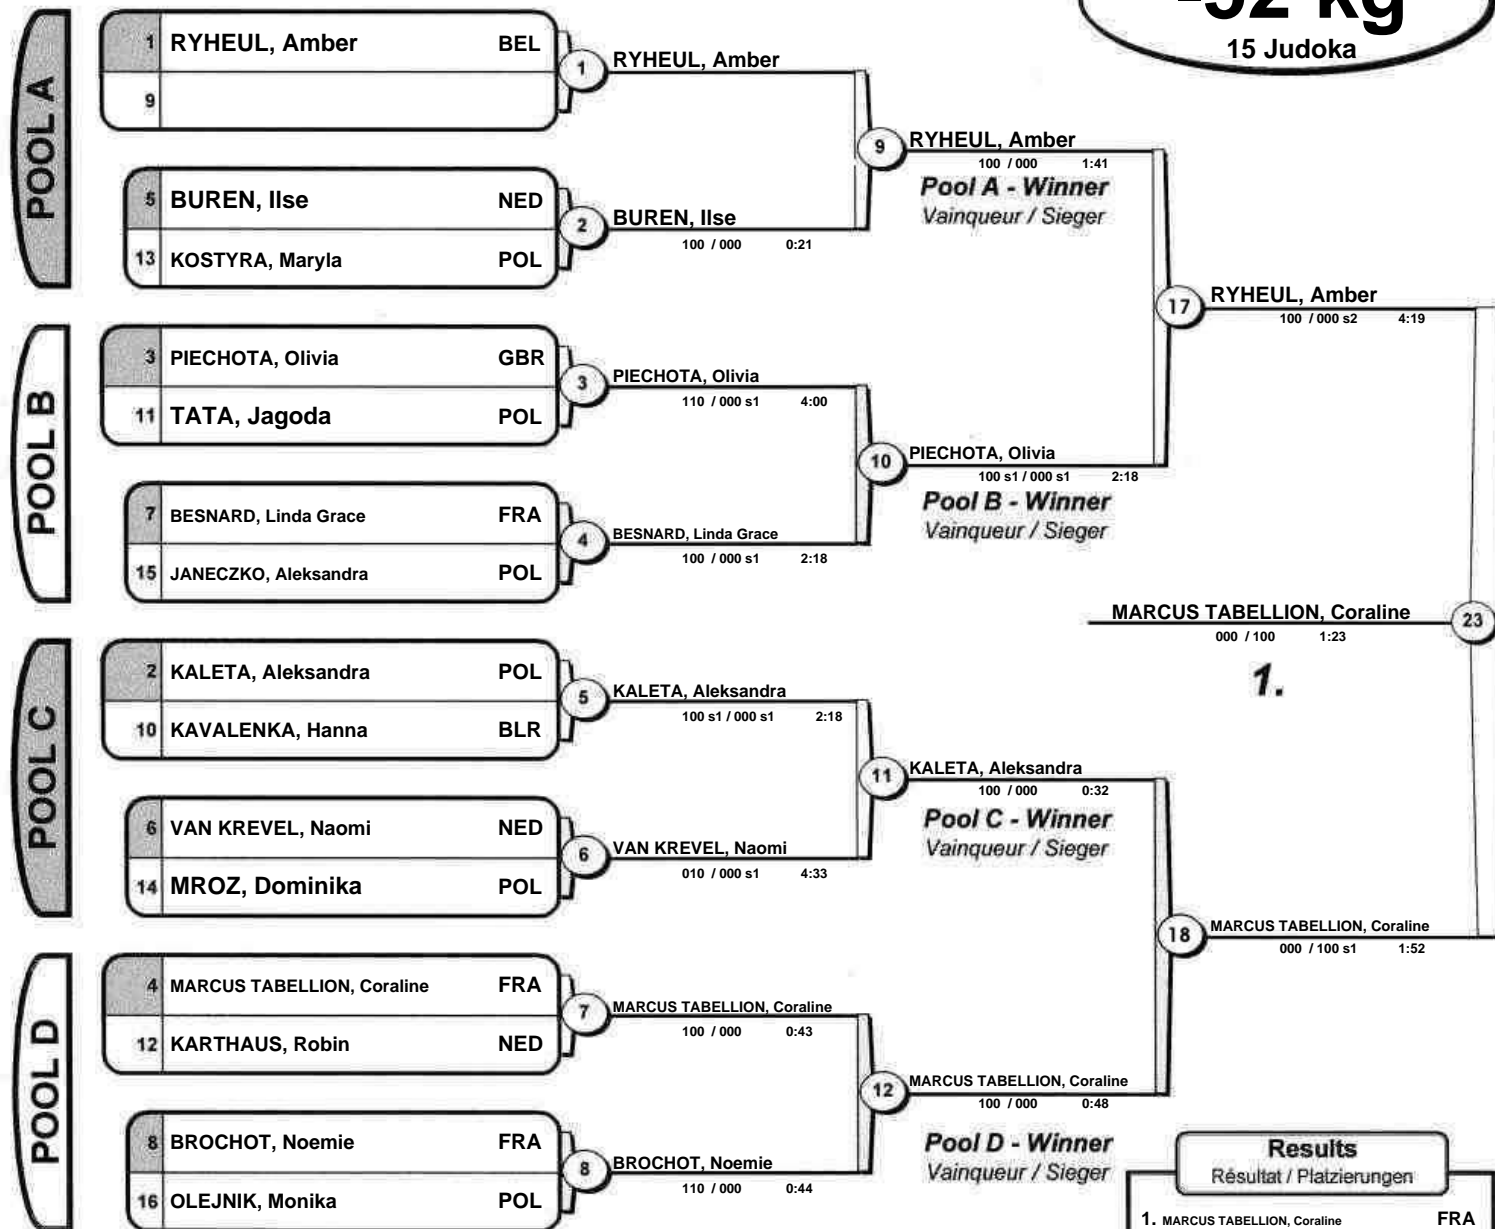 -52 kg
15 Judoka
POOL A
1 RYHEUL, Amber BEL
9
1 RYHEUL, Amber
5 BUREN, Ilse NED
13 KOSTYRA, Maryla POL
2 BUREN, Ilse
100 / 000 0:21
9 RYHEUL, Amber
100 / 000 1:41
Pool A - Winner
Vainqueur / Sieger
POOL B
3 PIECHOTA, Olivia GBR
11 TATA, Jagoda POL
3 PIECHOTA, Olivia
110 / 000 s1 4:00
7 BESNARD, Linda Grace FRA
15 JANECZKO, Aleksandra POL
4 BESNARD, Linda Grace
100 / 000 s1 2:18
10 PIECHOTA, Olivia
100 s1 / 000 s1 2:18
Pool B - Winner
Vainqueur / Sieger
17 RYHEUL, Amber
100 / 000 s2 4:19
MARCUS TABELLION, Coraline 23
000 / 100 1:23
1.
POOL C
2 KALETA, Aleksandra POL
10 KAVALENKA, Hanna BLR
5 KALETA, Aleksandra
100 s1 / 000 s1 2:18
6 VAN KREVEL, Naomi NED
14 MROZ, Dominika POL
6 VAN KREVEL, Naomi
010 / 000 s1 4:33
11 KALETA, Aleksandra
100 / 000 0:32
Pool C - Winner
Vainqueur / Sieger
POOL D
4 MARCUS TABELLION, Coraline FRA
12 KARTHAUS, Robin NED
7 MARCUS TABELLION, Coraline
100 / 000 0:43
8 BROCHOT, Noemie FRA
16 OLEJNIK, Monika POL
8 BROCHOT, Noemie
110 / 000 0:44
12 MARCUS TABELLION, Coraline
100 / 000 0:48
Pool D - Winner
Vainqueur / Sieger
18 MARCUS TABELLION, Coraline
000 / 100 s1 1:52
Results
Résultat / Platzierungen
1. MARCUS TABELLION, Coraline FRA